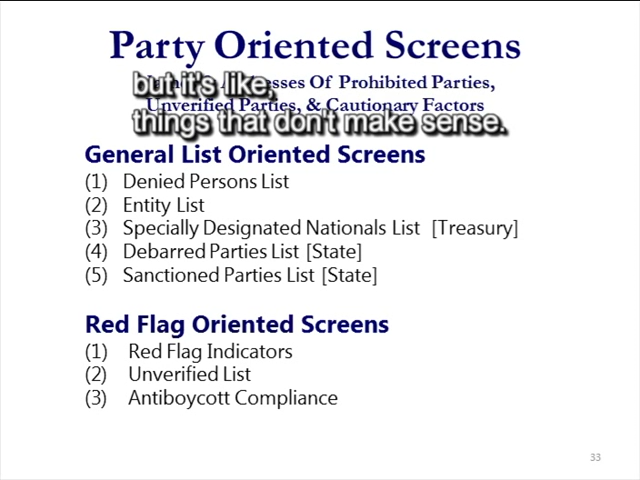 Party Oriented Screens
but it's like,
Of Prohibited Parties,
Unverified Parties, & Cautionary Factors
things that don't make sense.
General List Oriented Screens
(1) Denied Persons List
(2) Entity List
(3) Specially Designated Nationals List [Treasury]
(4) Debarred Parties List [State]
(5) Sanctioned Parties List [State]
Red Flag Oriented Screens
(1) Red Flag Indicators
(2) Unverified List
(3) Antiboycott Compliance
33